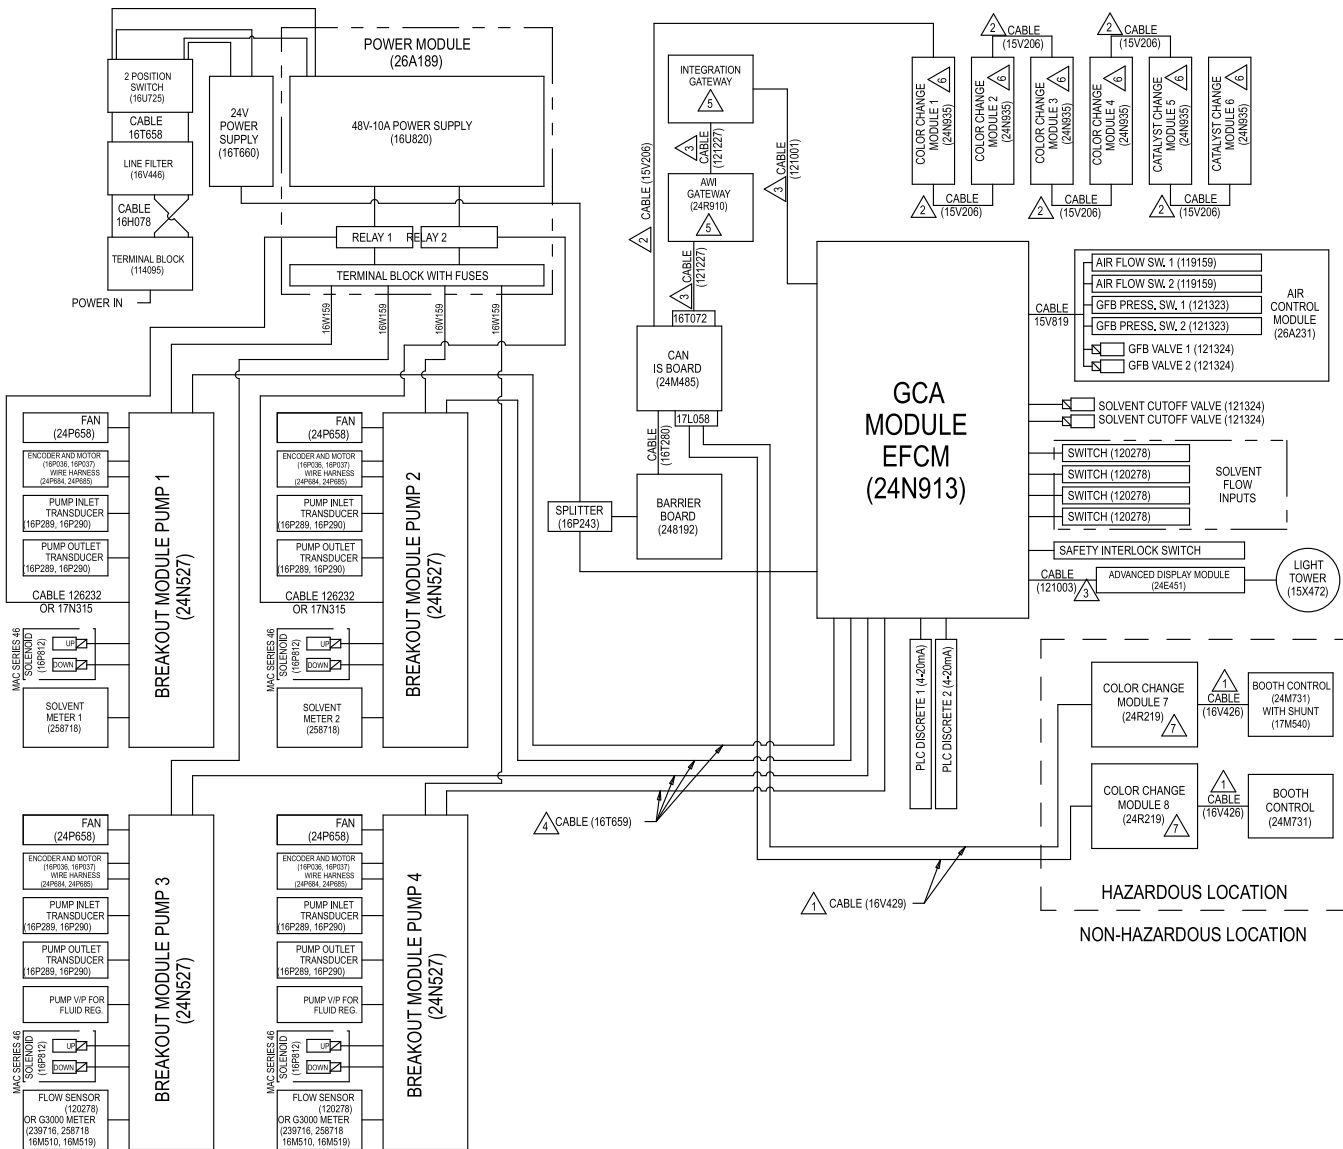 POWER MODULE
(26A189)
2 POSITION
SWITCH
(16U725)
CABLE
16T658
LINE FILTER
(16V446)
CABLE
16H078
TERMINAL BLOCK
(114095)
POWER IN
24V
POWER
SUPPLY
(16T660)
48V-10A POWER SUPPLY
(16U820)
RELAY 1
RELAY 2
TERMINAL BLOCK WITH FUSES
16W159
16W159
16W159
16W159
INTEGRATION
GATEWAY
5
3
CABLE
(121227)
AWI
GATEWAY
(24R910)
5
3
CABLE
(121227)
3
CABLE
(121001)
2
CABLE (15V206)
16T072
CAN
IS BOARD
(24M485)
17L058
CABLE
(16T280)
BARRIER
BOARD
(248192)
SPLITTER
(16P243)
2
CABLE
(15V206)
2
CABLE
(15V206)
COLOR CHANGE
MODULE 1
(24N935)
6
COLOR CHANGE
MODULE 2
(24N935)
6
COLOR CHANGE
MODULE 3
(24N935)
6
COLOR CHANGE
MODULE 4
(24N935)
6
CATALYST CHANGE
MODULE 5
(24N935)
6
CATALYST CHANGE
MODULE 6
(24N935)
6
2
CABLE
(15V206)
2
CABLE
(15V206)
2
CABLE
(15V206)
GCA
MODULE
EFCM
(24N913)
CABLE
15V819
AIR FLOW SW. 1 (119159)
AIR FLOW SW. 2 (119159)
GFB PRESS. SW. 1 (121323)
GFB PRESS. SW. 2 (121323)
GFB VALVE 1 (121324)
GFB VALVE 2 (121324)
AIR
CONTROL
MODULE
(26A231)
SOLVENT CUTOFF VALVE (121324)
SOLVENT CUTOFF VALVE (121324)
SWITCH (120278)
SWITCH (120278)
SWITCH (120278)
SWITCH (120278)
SOLVENT
FLOW
INPUTS
SAFETY INTERLOCK SWITCH
CABLE
(121003)
3
ADVANCED DISPLAY MODULE
(24E451)
LIGHT
TOWER
(15X472)
PLC DISCRETE 1 (4-20mA)
PLC DISCRETE 2 (4-20mA)
COLOR CHANGE
MODULE 7
(24R219)
7
1
CABLE
(16V426)
BOOTH CONTROL
(24M731)
WITH SHUNT
(17M540)
COLOR CHANGE
MODULE 8
(24R219)
7
1
CABLE
(16V426)
BOOTH
CONTROL
(24M731)
HAZARDOUS LOCATION
NON-HAZARDOUS LOCATION
4
CABLE (16T659)
1
CABLE (16V429)
FAN
(24P658)
ENCODER AND MOTOR
(16P036, 16P037)
WIRE HARNESS
(24P684, 24P685)
PUMP INLET
TRANSDUCER
(16P289, 16P290)
PUMP OUTLET
TRANSDUCER
(16P289, 16P290)
CABLE 126232
OR 17N315
MAC SERIES 46
SOLENOID
(16P812)
UP
DOWN
SOLVENT
METER 1
(258718)
BREAKOUT MODULE PUMP 1
(24N527)
FAN
(24P658)
ENCODER AND MOTOR
(16P036, 16P037)
WIRE HARNESS
(24P684, 24P685)
PUMP INLET
TRANSDUCER
(16P289, 16P290)
PUMP OUTLET
TRANSDUCER
(16P289, 16P290)
CABLE 126232
OR 17N315
MAC SERIES 46
SOLENOID
(16P812)
UP
DOWN
SOLVENT
METER 2
(258718)
BREAKOUT MODULE PUMP 2
(24N527)
FAN
(24P658)
ENCODER AND MOTOR
(16P036, 16P037)
WIRE HARNESS
(24P684, 24P685)
PUMP INLET
TRANSDUCER
(16P289, 16P290)
PUMP OUTLET
TRANSDUCER
(16P289, 16P290)
PUMP V/P FOR
FLUID REG.
MAC SERIES 46
SOLENOID
(16P812)
UP
DOWN
FLOW SENSOR
(120278)
OR G3000 METER
(239716, 258718
16M510, 16M519)
BREAKOUT MODULE PUMP 3
(24N527)
FAN
(24P658)
ENCODER AND MOTOR
(16P036, 16P037)
WIRE HARNESS
(24P684, 24P685)
PUMP INLET
TRANSDUCER
(16P289, 16P290)
PUMP OUTLET
TRANSDUCER
(16P289, 16P290)
PUMP V/P FOR
FLUID REG.
MAC SERIES 46
SOLENOID
(16P812)
UP
DOWN
FLOW SENSOR
(120278)
OR G3000 METER
(239716, 258718
16M510, 16M519)
BREAKOUT MODULE PUMP 4
(24N527)